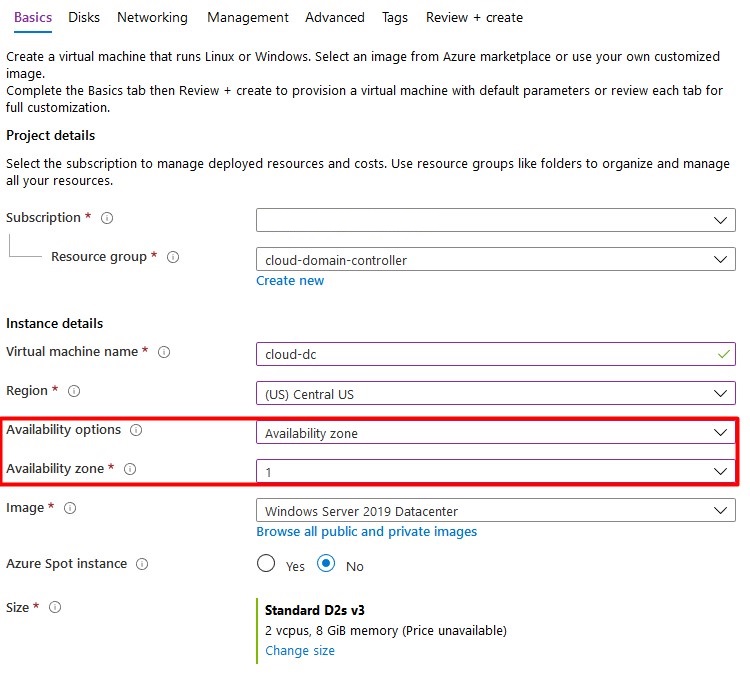 Basics Disks Networking Management Advanced Tags Review + create
Create a virtual machine that runs Linux or Windows. Select an image from Azure marketplace or use your own customized
image.
Complete the Basics tab then Review + create to provision a virtual machine with default parameters or review each tab for
full customization.
Project details
Select the subscription to manage deployed resources and costs. Use resource groups like folders to organize and manage
all your resources.
Subscription *
Resource group * cloud-domain-controller
Create new
Instance details
Virtual machine name * cloud-dc
Region * (US) Central US
Availability options Availability zone
Availability zone * 1
Image * Windows Server 2019 Datacenter
Browse all public and private images
Azure Spot instance Yes No
Size * Standard D2s v3
2 vcpus, 8 GiB memory (Price unavailable)
Change size